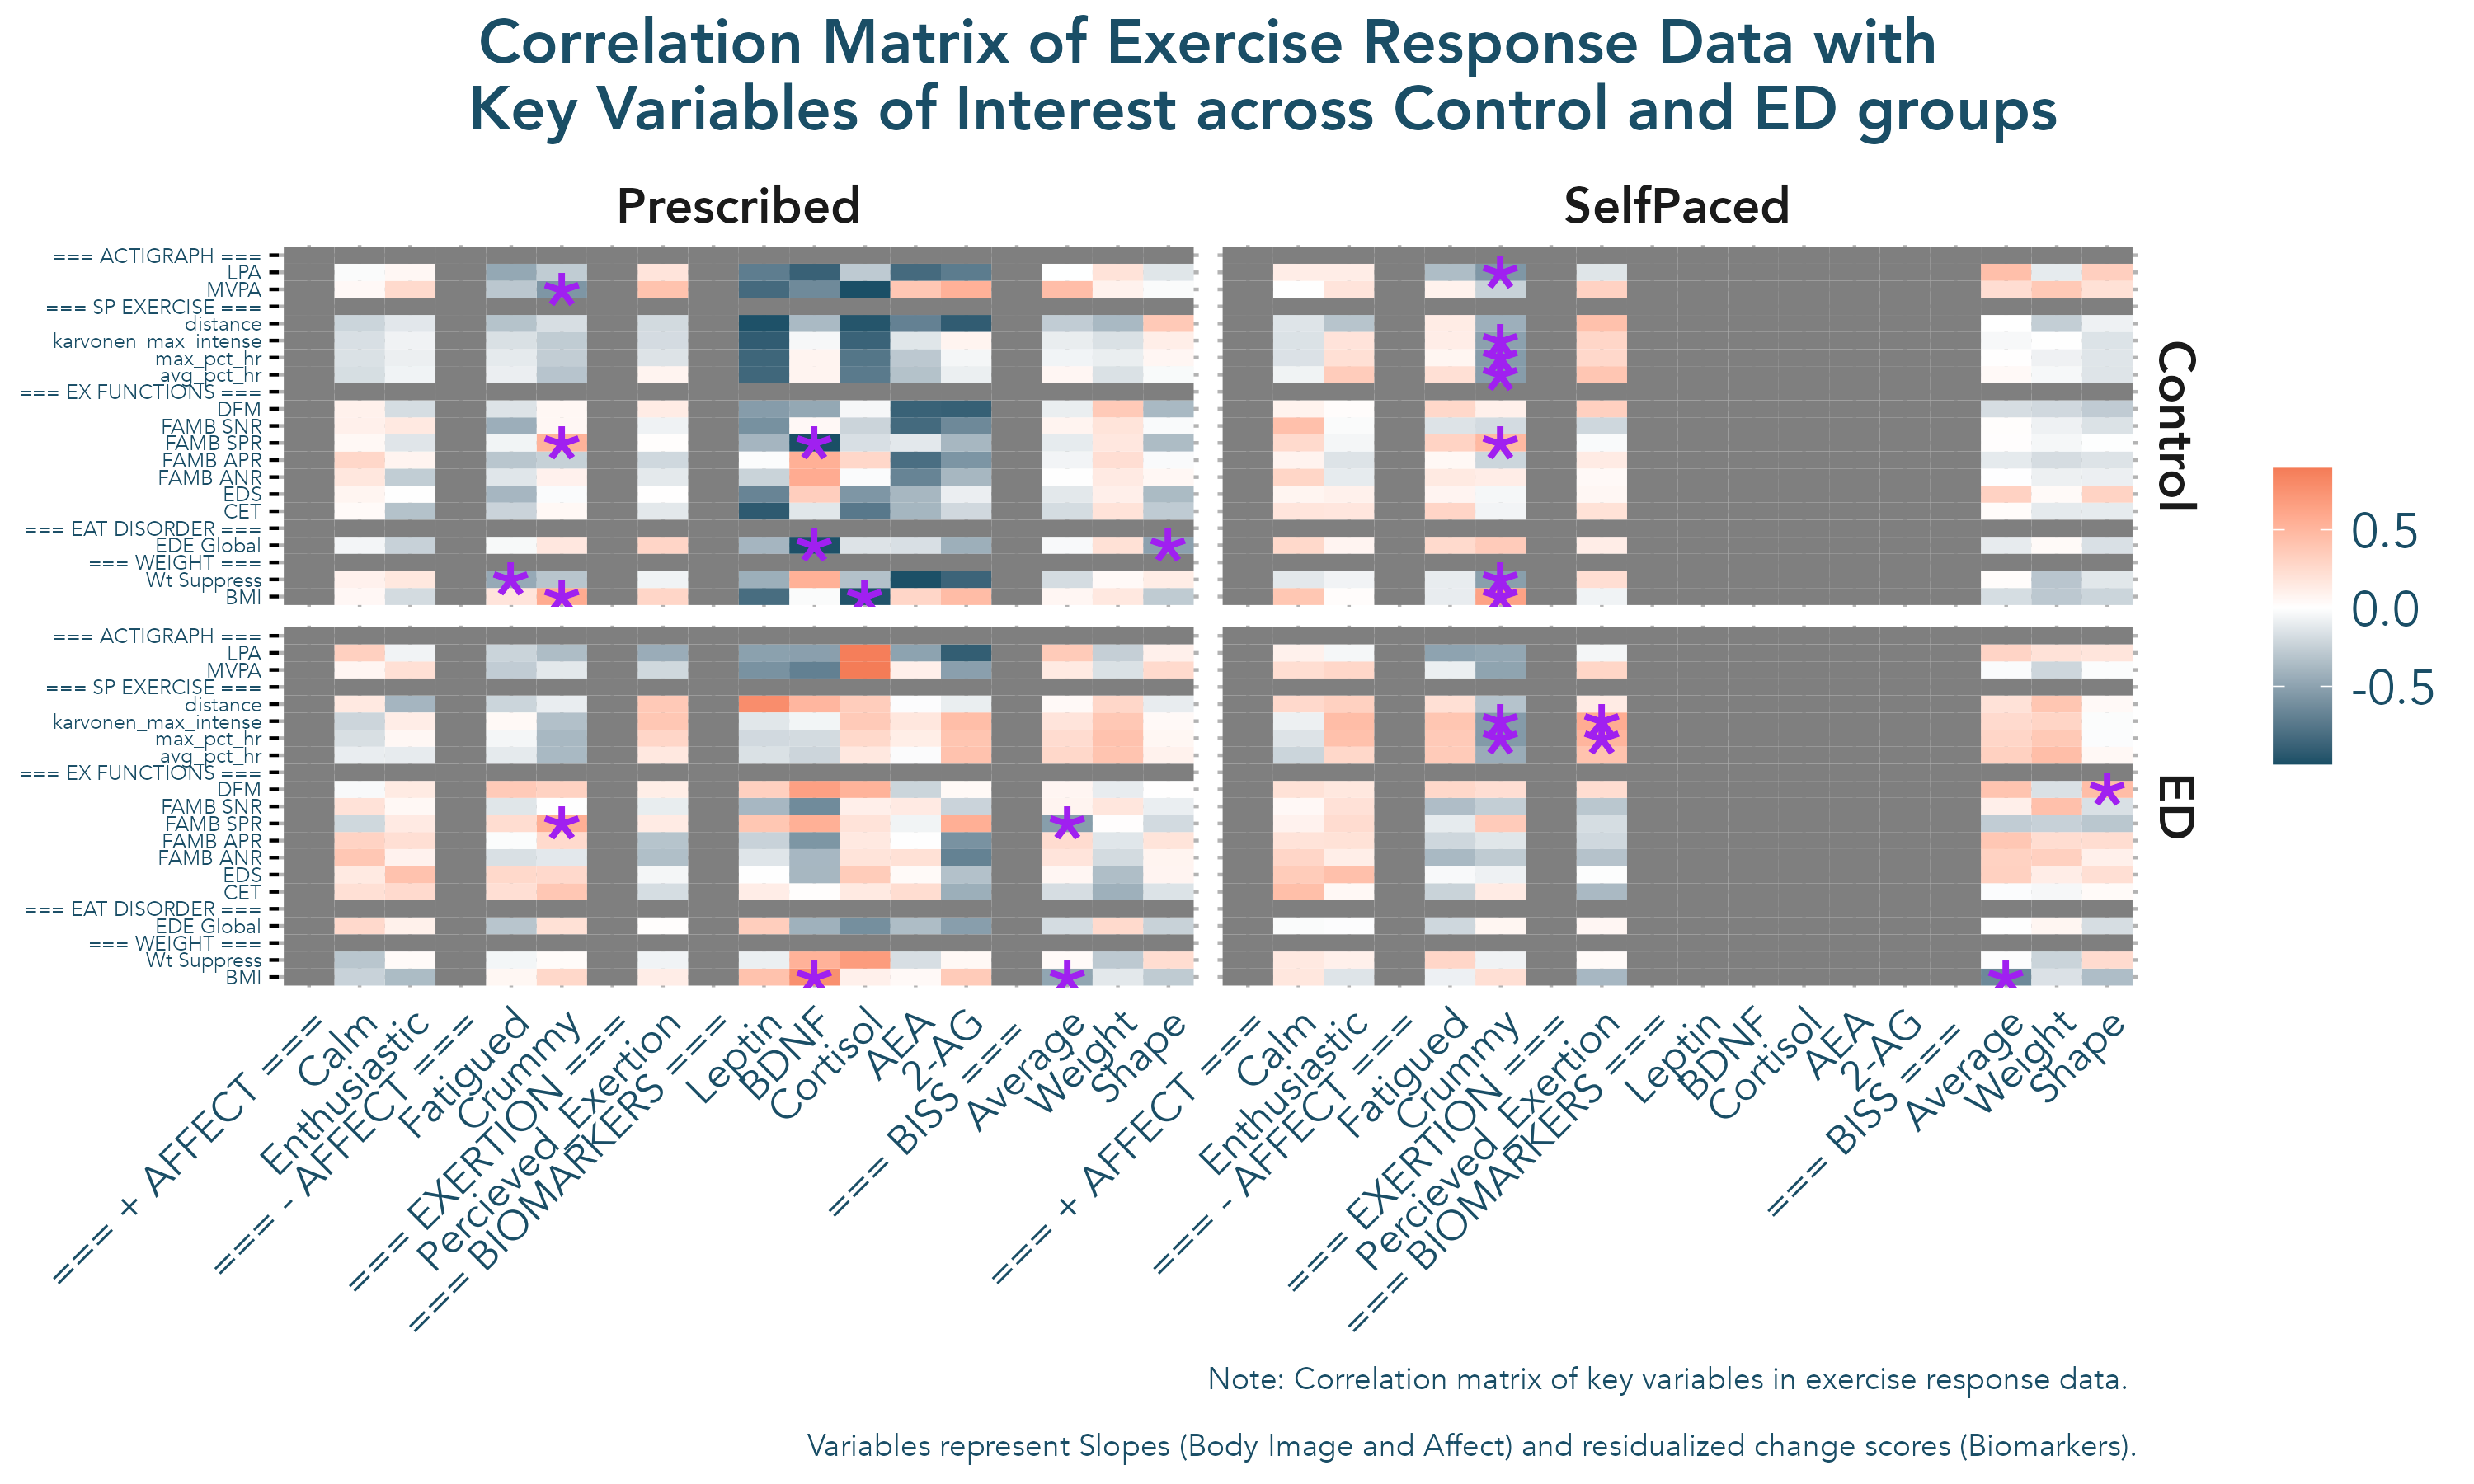 Correlation Matrix of Exercise Response Data with
Key Variables of Interest across Control and ED groups
Prescribed
SelfPaced
=== ACTIGRAPH ===
LPA
MVPA
=== SP EXERCISE ===
distance
karvonen_max_intense
max_pct_hr
avg_pct_hr
=== EX FUNCTIONS ===
DFM
FAMB SNR
FAMB SPR
FAMB APR
FAMB ANR
EDS
CET
=== EAT DISORDER ===
EDE Global
=== WEIGHT ===
Wt Suppress
BMI
Control
=== ACTIGRAPH ===
LPA
MVPA
=== SP EXERCISE ===
distance
karvonen_max_intense
max_pct_hr
avg_pct_hr
=== EX FUNCTIONS ===
DFM
FAMB SNR
FAMB SPR
FAMB APR
FAMB ANR
EDS
CET
=== EAT DISORDER ===
EDE Global
=== WEIGHT ===
Wt Suppress
BMI
ED
0.5
0.0
-0.5
=== + AFFECT ===
Calm
Enthusiastic
=== - AFFECT ===
Fatigued
Crummy
=== EXERTION ===
Percieved Exertion
=== BIOMARKERS ===
Leptin
BDNF
Cortisol
AEA
2-AG
=== BISS ===
Average
Weight
Shape
=== + AFFECT ===
Calm
Enthusiastic
=== - AFFECT ===
Fatigued
Crummy
=== EXERTION ===
Percieved Exertion
=== BIOMARKERS ===
Leptin
BDNF
Cortisol
AEA
2-AG
=== BISS ===
Average
Weight
Shape
Note: Correlation matrix of key variables in exercise response data.
Variables represent Slopes (Body Image and Affect) and residualized change scores (Biomarkers).